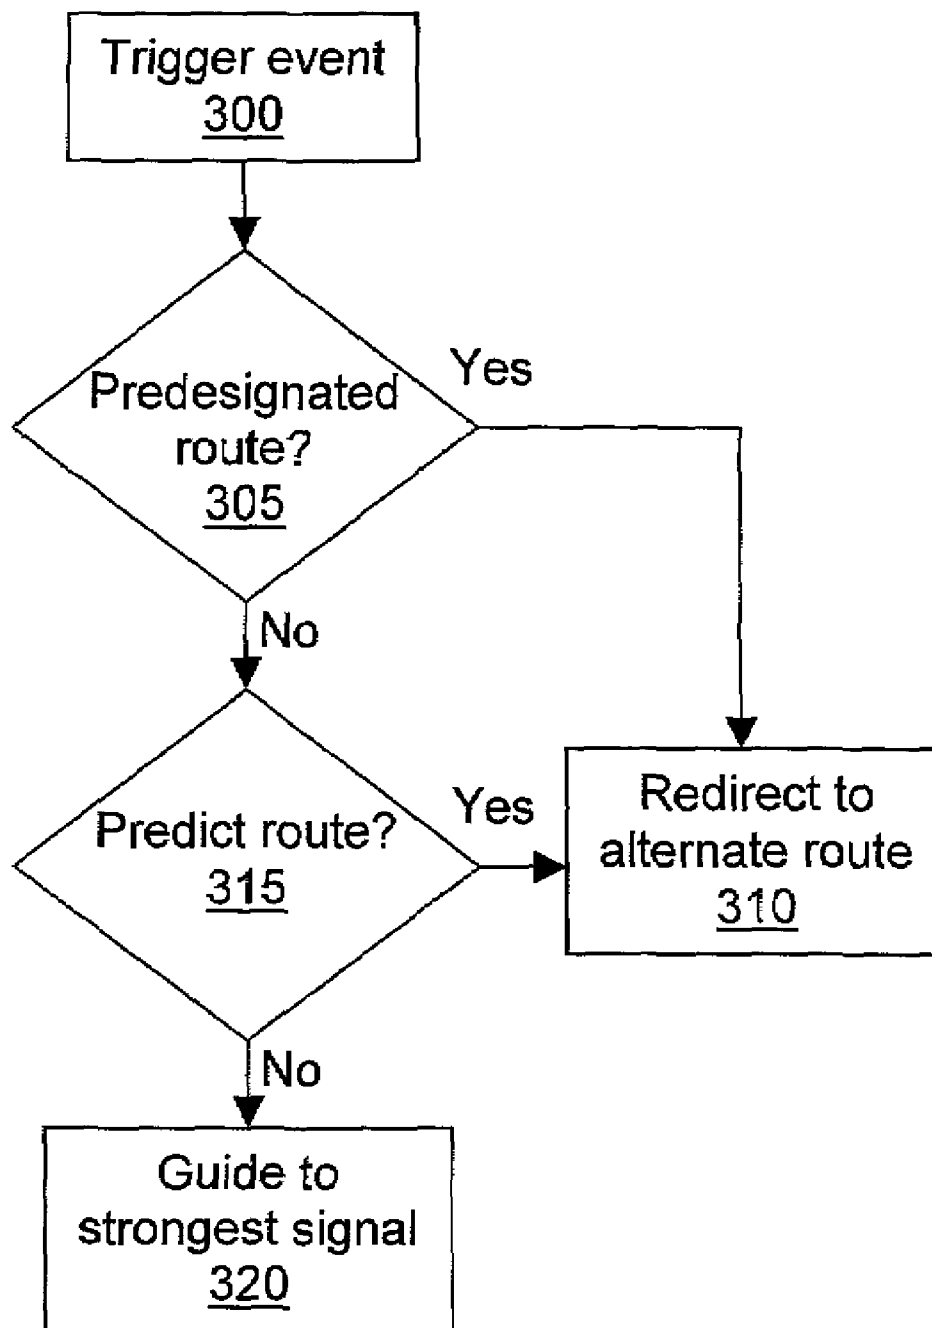 Trigger event
300
Predesignated
route?
305
Yes
No
Predict route?
315
Yes
Redirect to
alternate route
310
No
Guide to
strongest signal
320